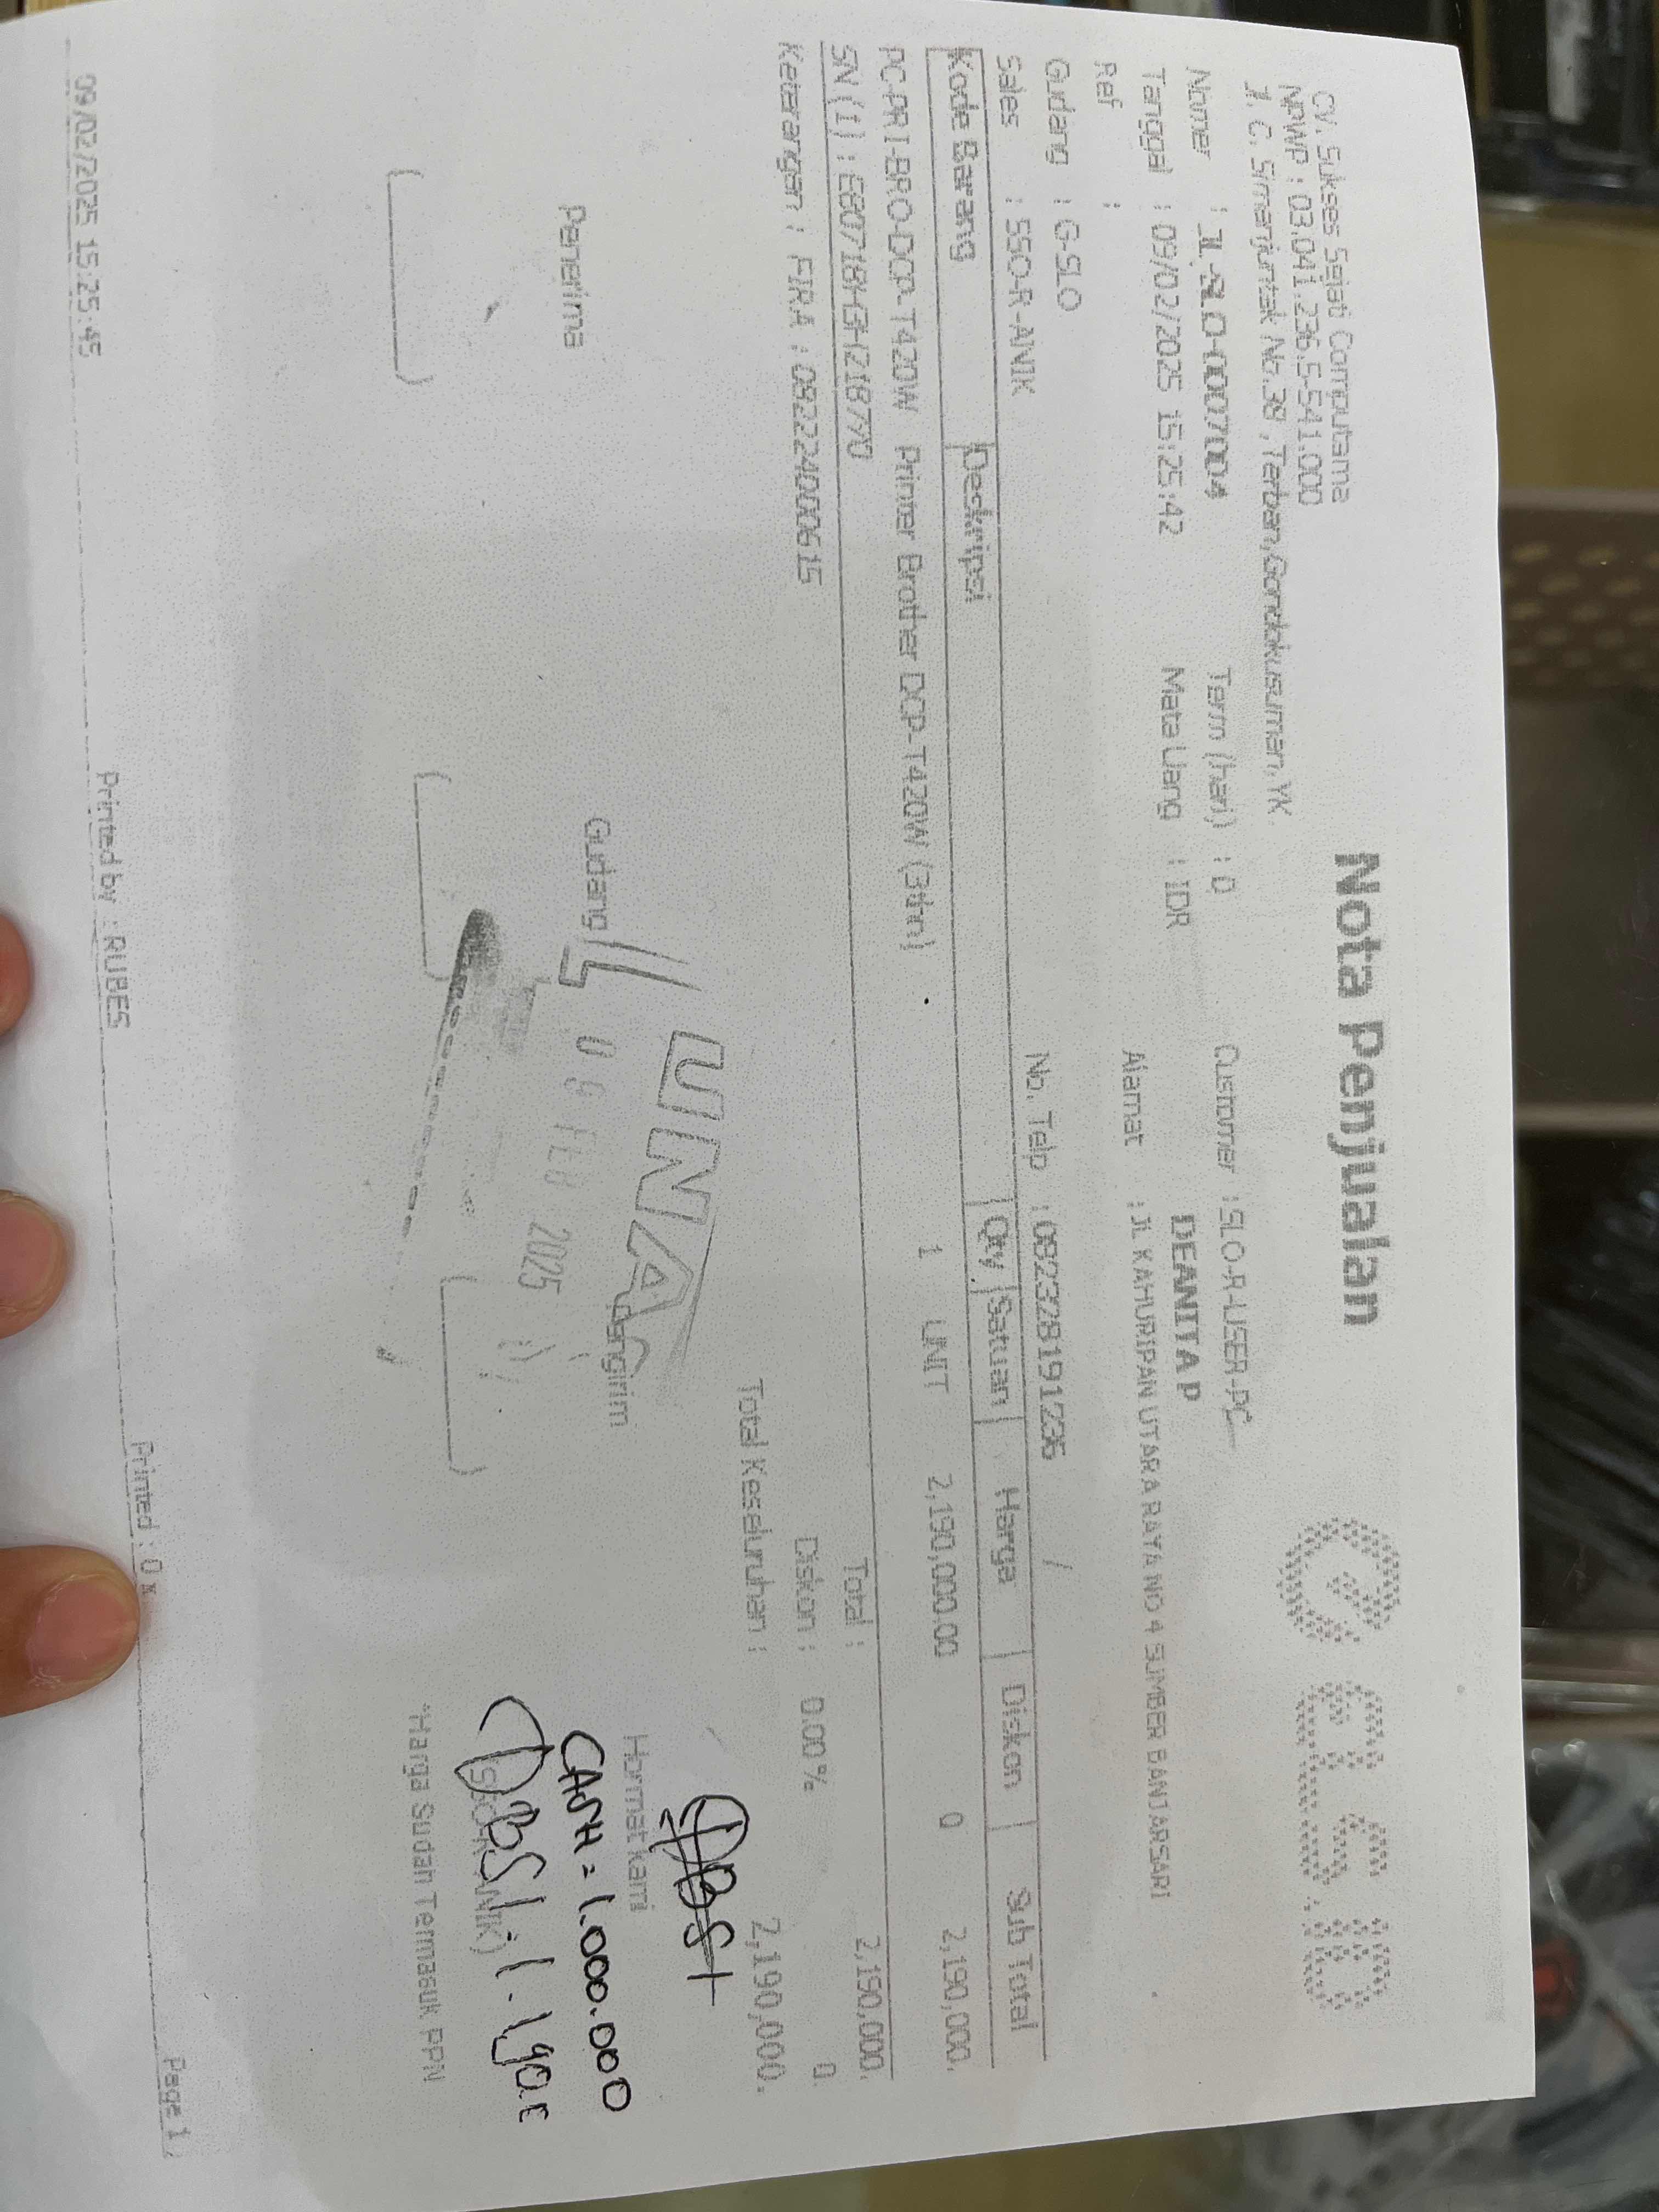 Nota Penjualan
CV. Sukses Sejati Computama
NPWP : 03.041.236.5-541.000
Jl. C. Simanjuntak No.38 ,Terban,Gondokusuman,YK
Nomer : JL-SLO-0007004 Term (hari) : 0 Customer : SLO-R-USER-PC
Tanggal : 09/02/2025 15:25:42 Mata Uang : IDR DEANITA P
Ref : Alamat : JL KAHURIPAN UTARA RAYA NO 4 SUMBER BANJARSARI
Gudang : G-SLO
Sales : SSO-R-ANIK No. Telp : 082328191236 /
Kode Barang Deskripsi Qty Satuan Harga Diskon Sub Total
PC-PRI-BRO-DCP-T420W Printer Brother DCP-T420W (3thn) 1 UNIT 2,190,000.00 0 2,190,000.
SN (1) :
Keterangan : FIRA : 082240000615
Total : 2,190,000.
Diskon : 0.00 % 0.
Total Keseluruhan : 2,190,000.
LUNAS
09 FEB 2025
Penerima Gudang Pengirim Hormat kami
CASH = 1.000.000
*Harga Sudah Termasuk PPN
09/02/2025 15:25:45 Printed by : RUBES Printed : 0 x Page 1 /